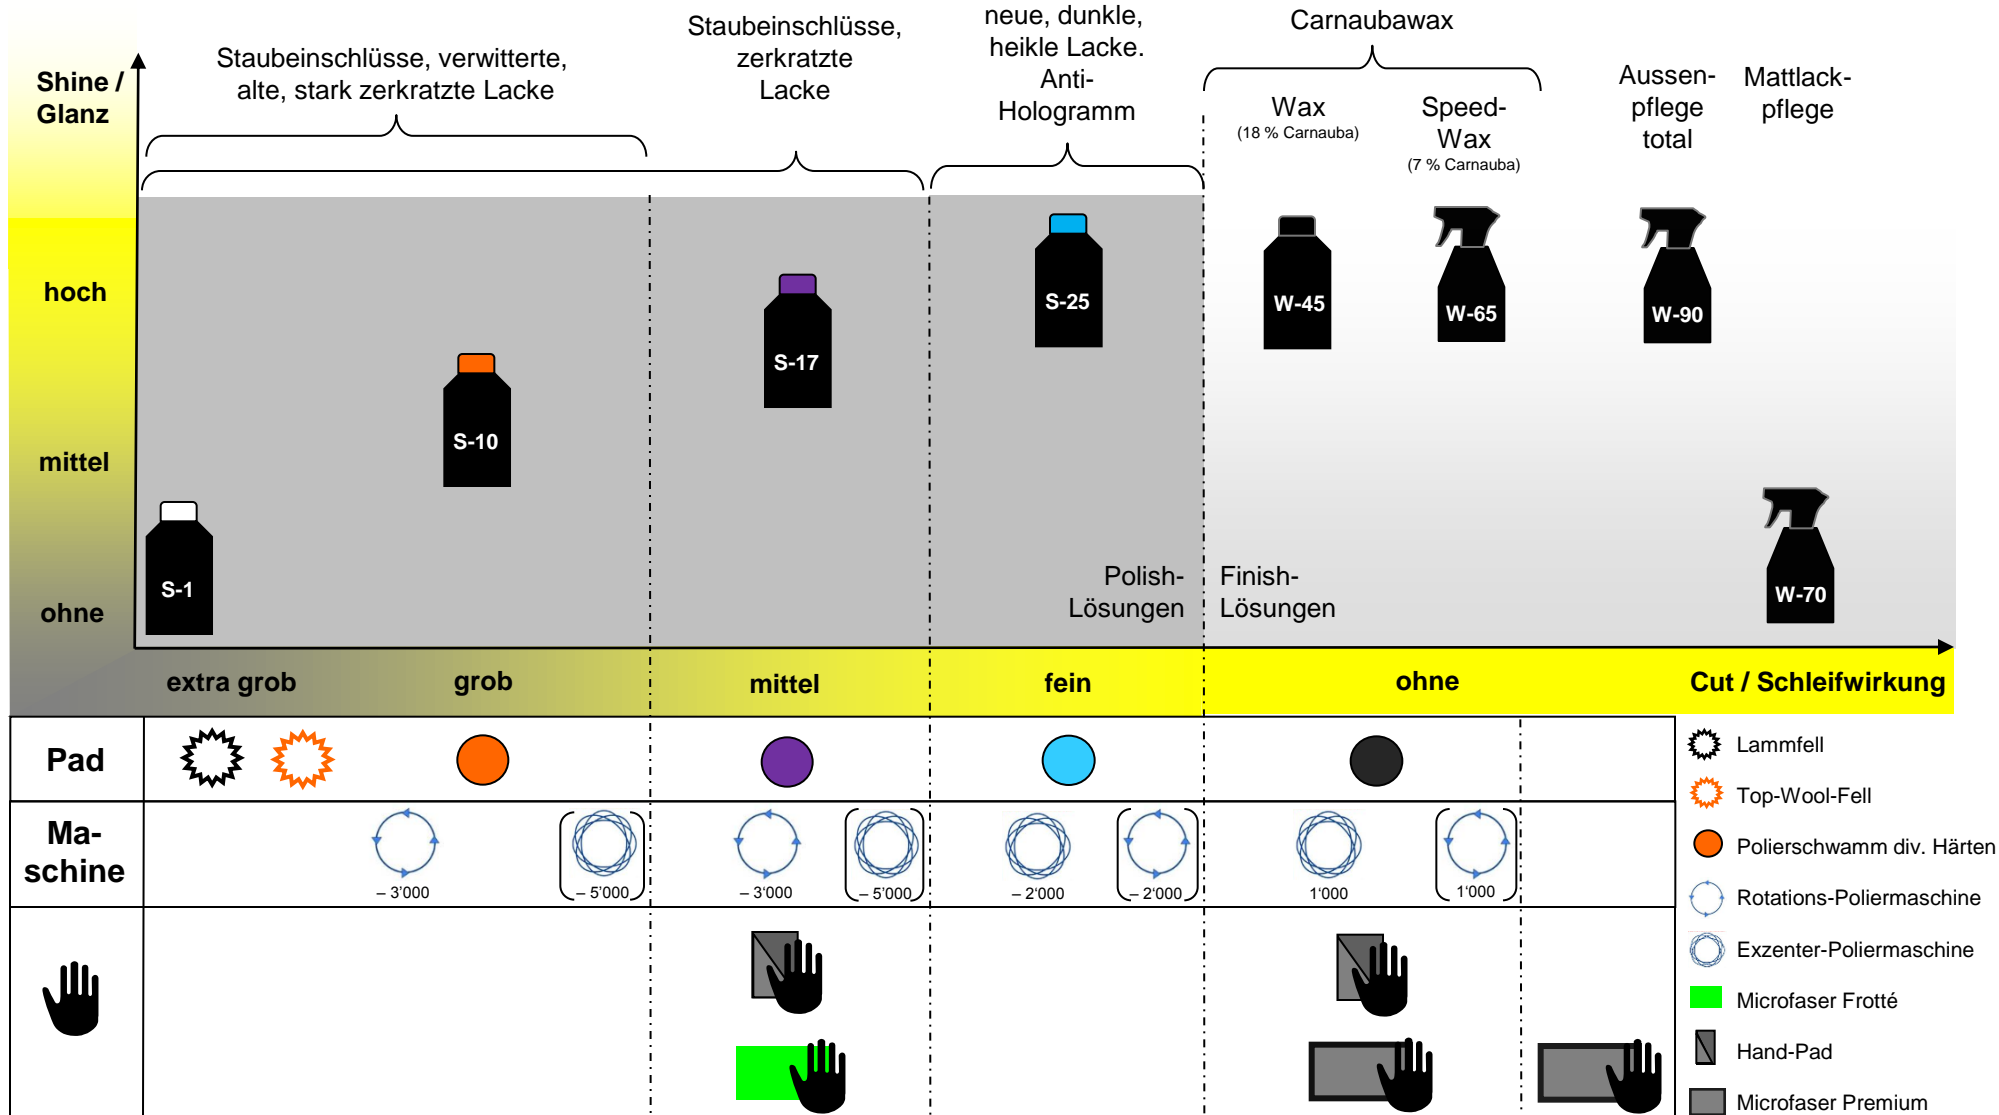 Shine /
Glanz
Staubeinschlüsse, verwitterte,
alte, stark zerkratzte Lacke
Staubeinschlüsse,
zerkratzte
Lacke
neue, dunkle,
heikle Lacke.
Anti-
Hologramm
Carnaubawax
Wax
(18 % Carnauba)
Speed-
Wax
(7 % Carnauba)
Aussen-
pflege
total
Mattlack-
pflege
hoch
mittel
ohne
S-1
S-10
S-17
S-25
W-45
W-65
W-90
W-70
Polish-
Lösungen
Finish-
Lösungen
extra grob
grob
mittel
fein
ohne
Cut / Schleifwirkung
Pad
Ma-
schine
– 3'000
– 5'000
– 3'000
– 5'000
– 2'000
– 2'000
1'000
1'000
Lammfell
Top-Wool-Fell
Polierschwamm div. Härten
Rotations-Poliermaschine
Exzenter-Poliermaschine
Microfaser Frotté
Hand-Pad
Microfaser Premium